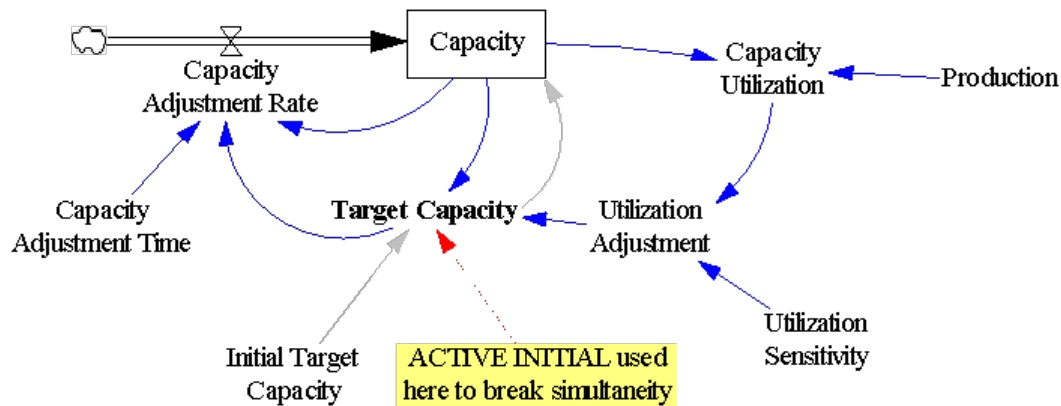 Capacity
Capacity
Adjustment Rate
Capacity
Utilization
Production
Capacity
Adjustment Time
Target Capacity
Utilization
Adjustment
Initial Target
Capacity
ACTIVE INITIAL used
here to break simultaneity
Utilization
Sensitivity